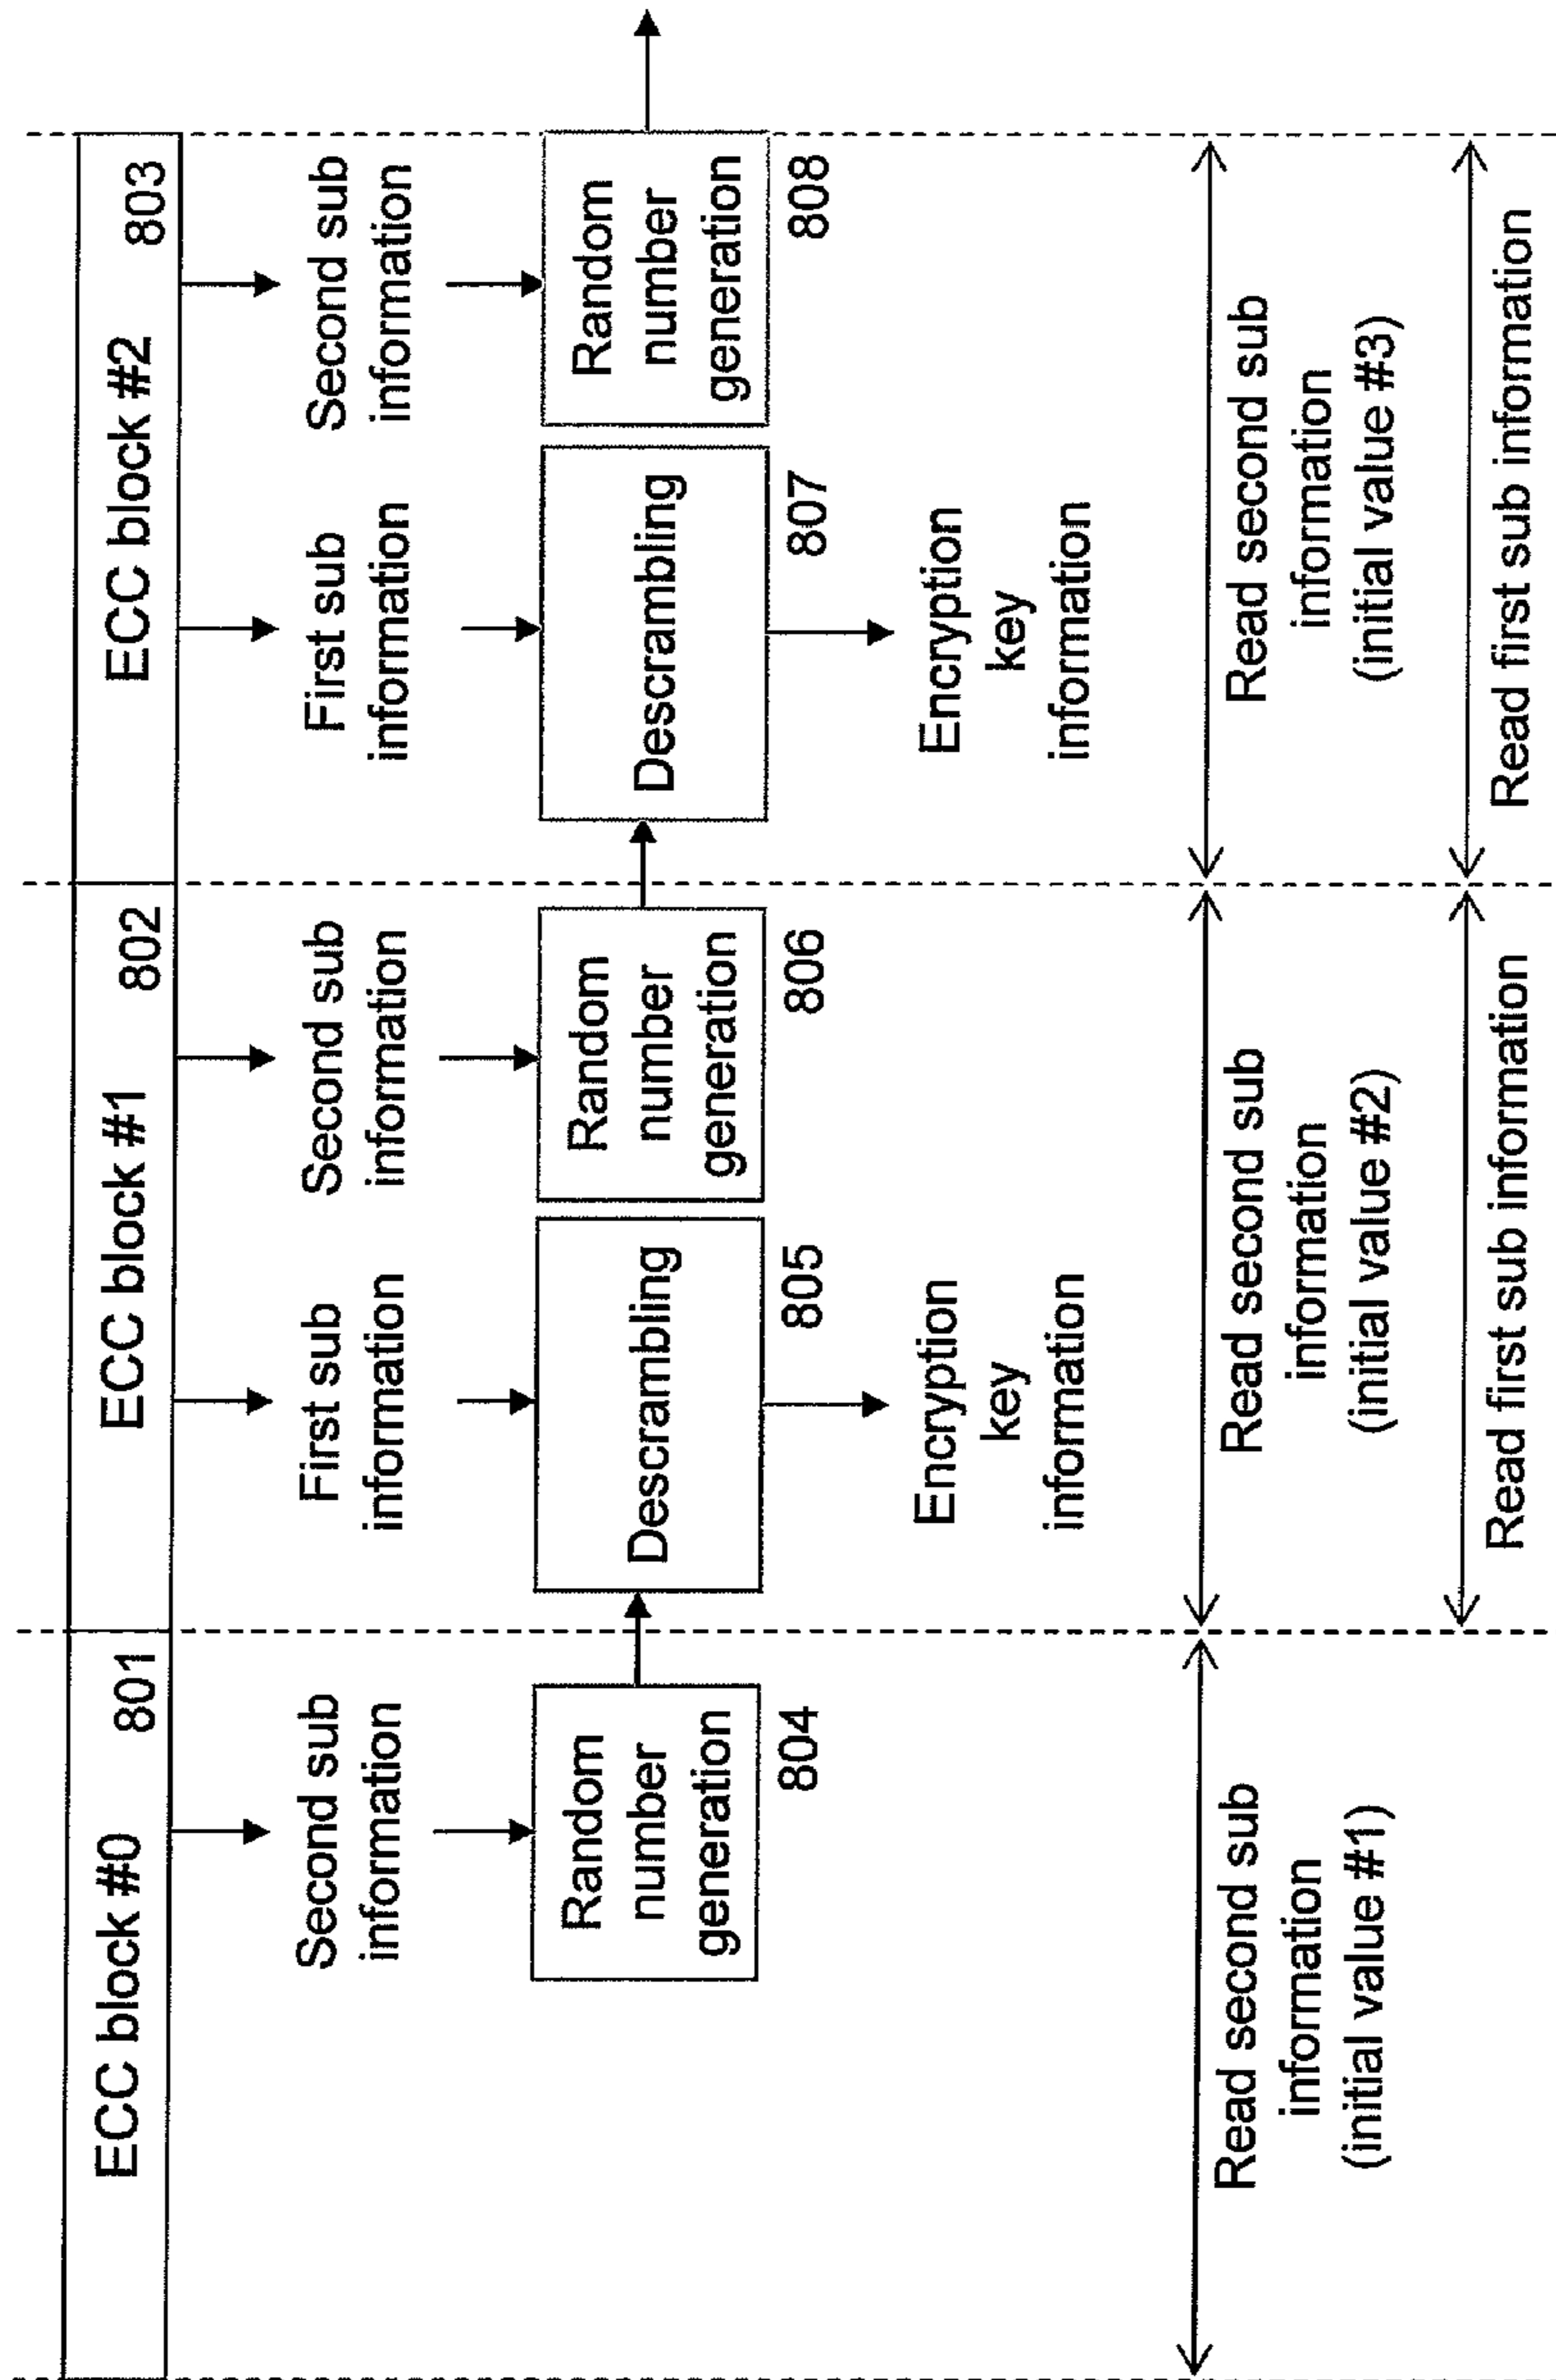 ECC block #0
801
ECC block #1
802
ECC block #2
803
Second sub
information
First sub
information
Second sub
information
First sub
information
Second sub
information
Random
number
generation
804
Descrambling
805
Random
number
generation
806
Descrambling
807
Random
number
generation
808
Encryption
key
information
Encryption
key
information
Read second sub
information
(initial value #1)
Read second sub
information
(initial value #2)
Read second sub
information
(initial value #3)
Read first sub information
Read first sub information